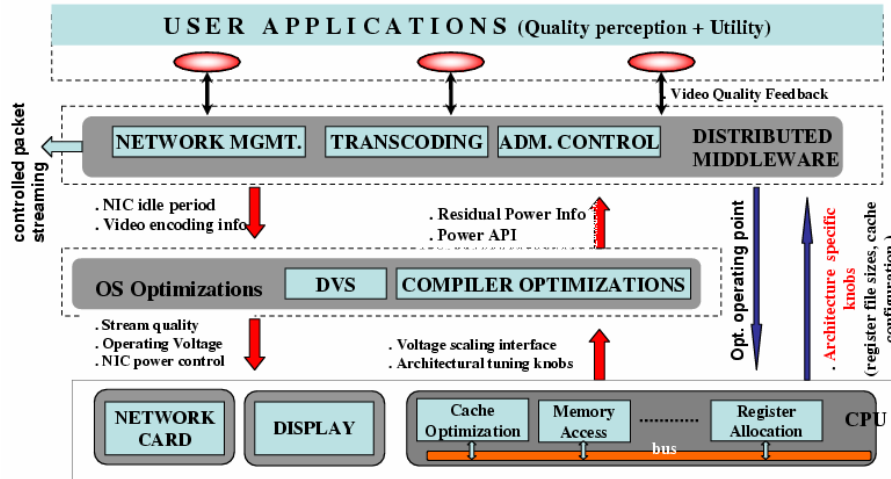 USER APPLICATIONS (Quality perception + Utility)
. Video Quality Feedback
NETWORK MGMT.
TRANSCODING
ADM. CONTROL
DISTRIBUTED
MIDDLEWARE
controlled packet
streaming
. NIC idle period
. Video encoding info
. Residual Power Info
. Power API
Opt. operating point
. Architecture specific
knobs
(register file sizes, cache
configuration )
OS Optimizations
DVS
COMPILER OPTIMIZATIONS
. Stream quality
. Operating Voltage
. NIC power control
. Voltage scaling interface
. Architectural tuning knobs
NETWORK
CARD
DISPLAY
Cache
Optimization
Memory
Access
Register
Allocation
CPU
bus